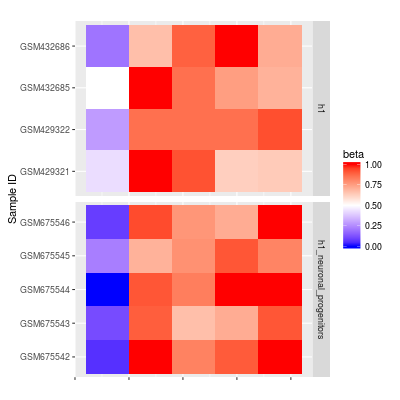 Sample ID
GSM432686
GSM432685
GSM429322
GSM429321
h1
GSM675546
GSM675545
GSM675544
GSM675543
GSM675542
h1_neuronal_progenitors
beta
1.00
0.75
0.50
0.25
0.00